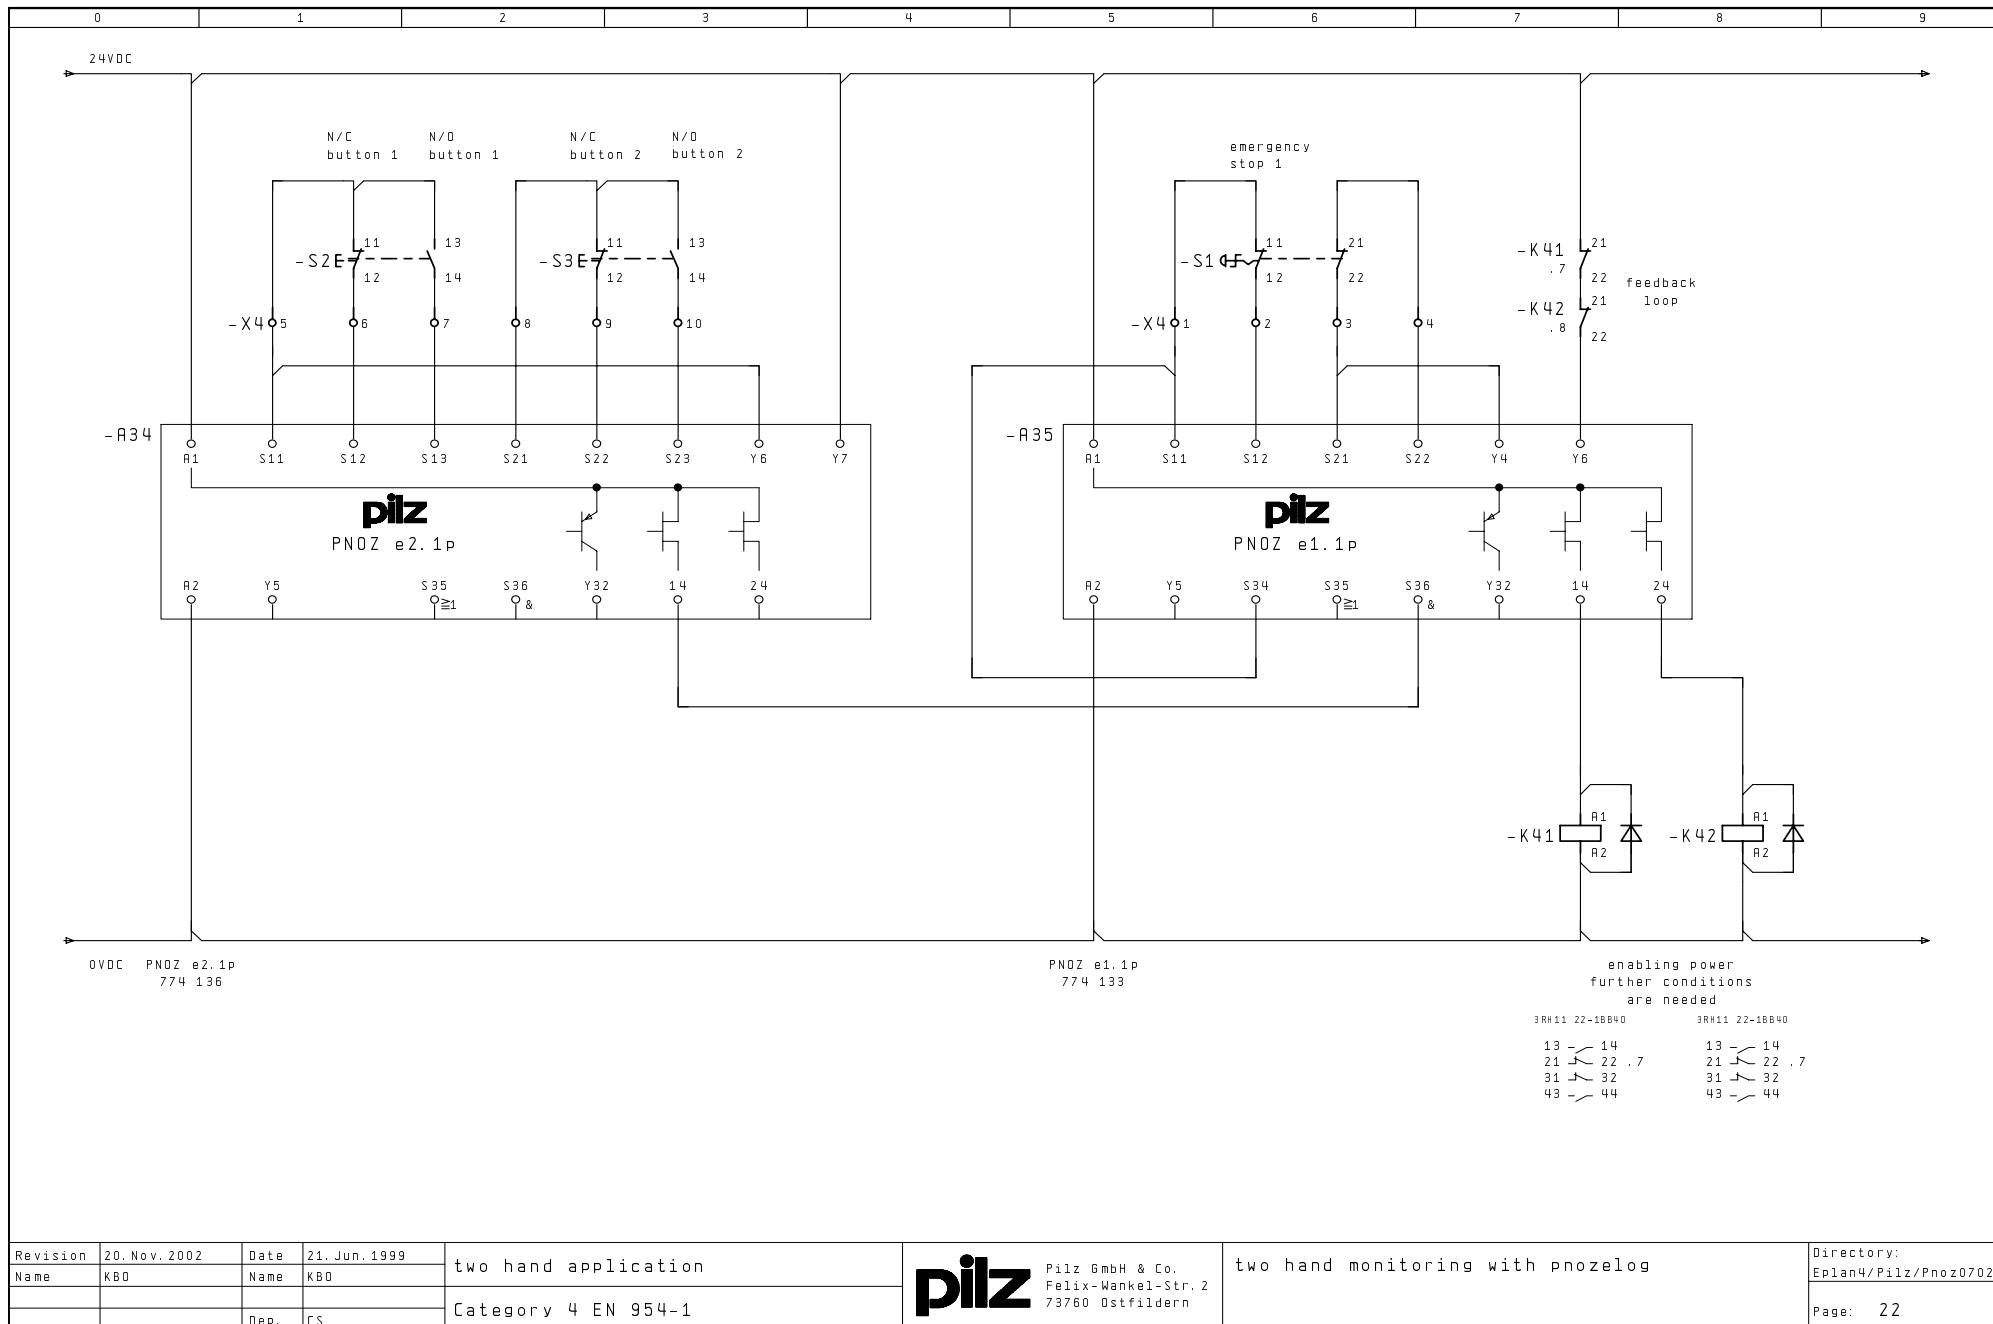 0 1 2 3 4 5 6 7 8 9
24VDC
N/C
button 1
N/O
button 1
N/C
button 2
N/O
button 2
emergency
stop 1
-S2
11
12
13
14
-S3
11
12
13
14
-S1
11
12
21
22
-K41
.7
21
22
-K42
.8
21
22
feedback
loop
-X4 5 6 7 8 9 10
-X4 1 2 3 4
-A34
A1 S11 S12 S13 S21 S22 S23 Y6 Y7
pilz
PNOZ e2.1p
A2 Y5 S35 S36 Y32 14 24
≧1 &
-A35
A1 S11 S12 S21 S22 Y4 Y6
pilz
PNOZ e1.1p
A2 Y5 S34 S35 S36 Y32 14 24
≧1 &
-K41
A1
A2
-K42
A1
A2
0VDC
PNOZ e2.1p
774 136
PNOZ e1.1p
774 133
enabling power
further conditions
are needed
3RH11 22-1BB40
13 14
21 22 .7
31 32
43 44
3RH11 22-1BB40
13 14
21 22 .7
31 32
43 44
Revision 20.Nov.2002 Date 21.Jun.1999
Name KBO Name KBO
Dep. CS
two hand application
Category 4 EN 954-1
pilz
Pilz GmbH & Co.
Felix-Wankel-Str.2
73760 Ostfildern
two hand monitoring with pnozelog
Directory:
Eplan4/Pilz/Pnoz0702
Page: 22